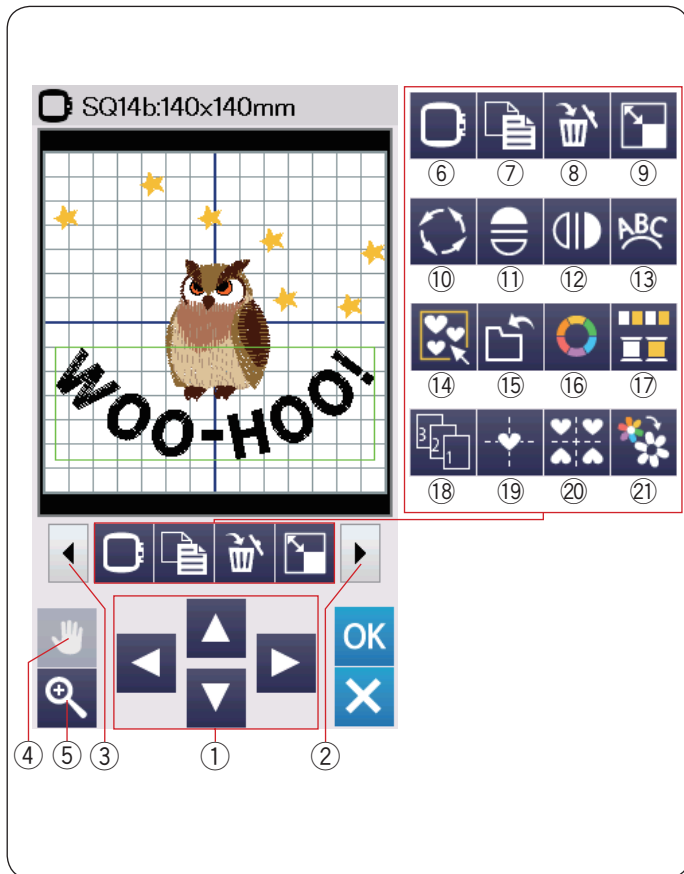 SQ14b:140x140mm
WOO-HOO!
⑥ ⑦ ⑧ ⑨
ABC
⑩ ⑪ ⑫ ⑬
⑭ ⑮ ⑯ ⑰
3 2 1
⑱ ⑲ ⑳ ㉑
OK
④ ⑤ ③ ① ②